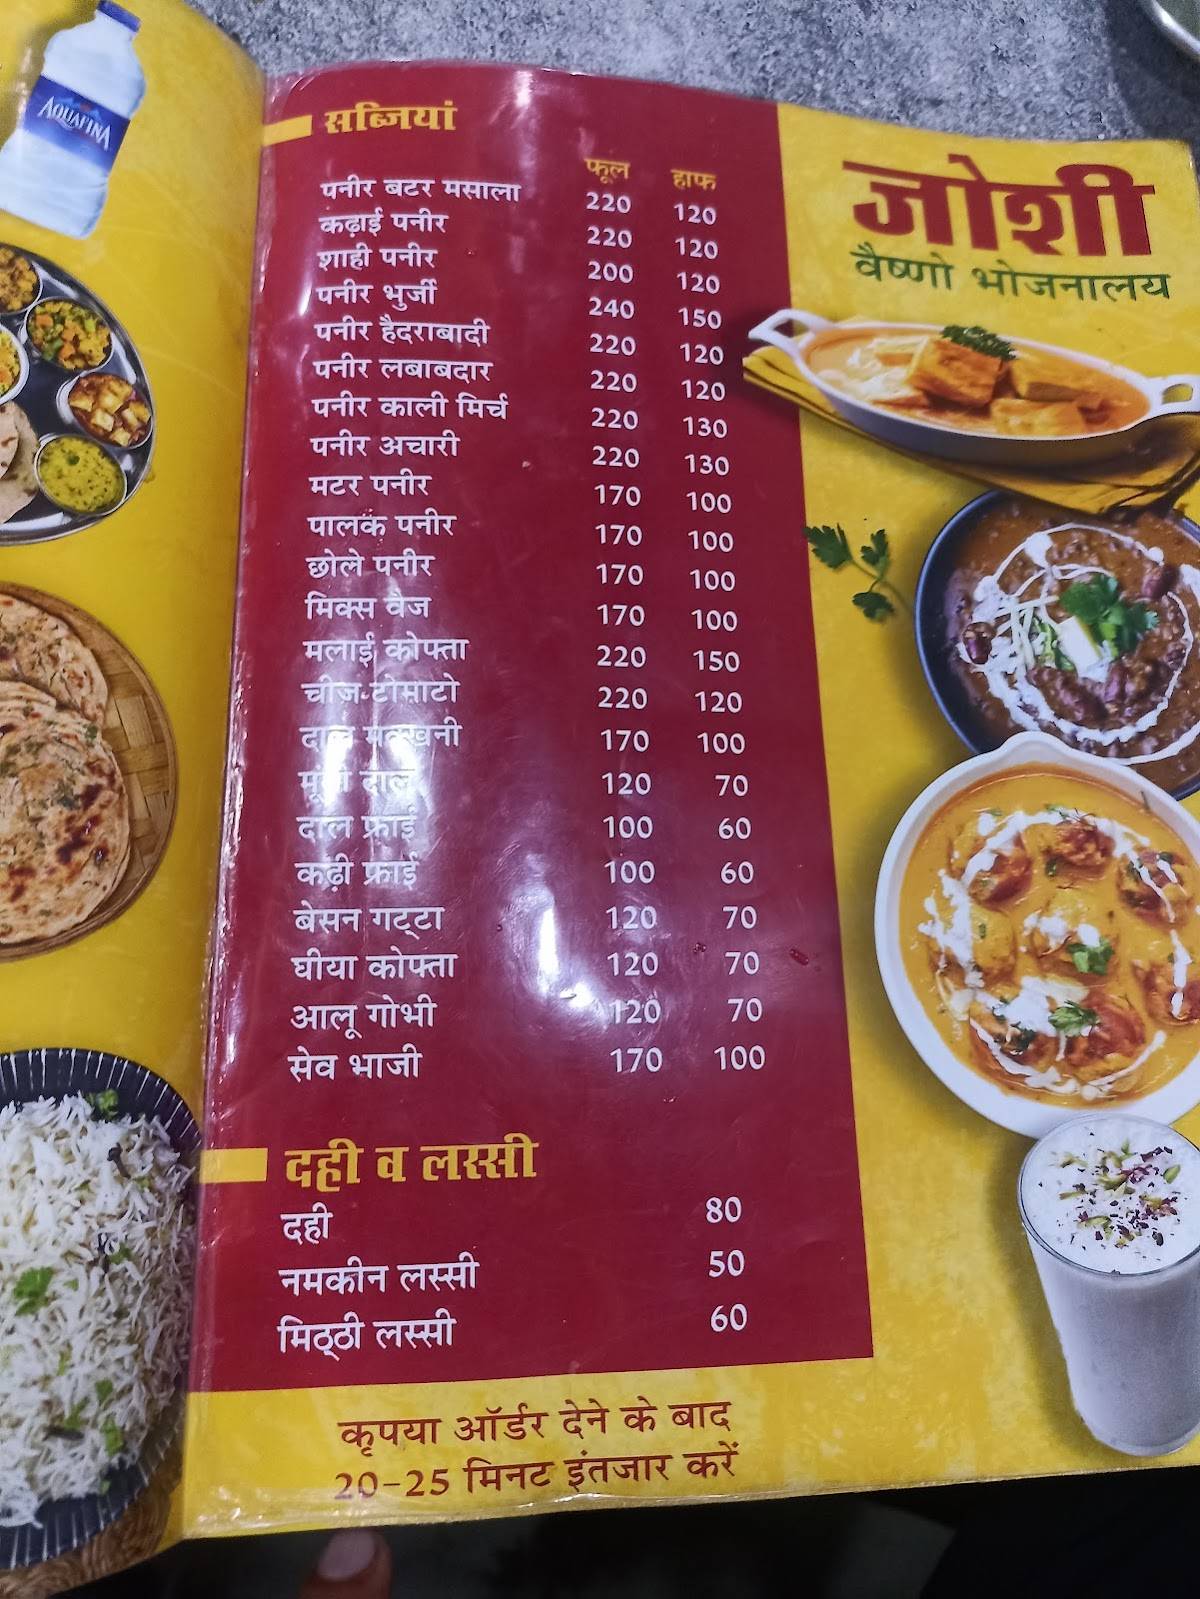 AQUAFINA
जोशी
वैष्णो भोजनालय
सब्जियां
फूल हाफ
पनीर बटर मसाला 220 120
कढ़ाई पनीर 220 120
शाही पनीर 200 120
पनीर भुर्जी 240 150
पनीर हैदराबादी 220 120
पनीर लबाबदार 220 120
पनीर काली मिर्च 220 130
पनीर अचारी 220 130
मटर पनीर 170 100
पालक पनीर 170 100
छोले पनीर 170 100
मिक्स वेज 170 100
मलाई कोफ्ता 220 150
चीज टोमाटो 220 120
दाल मक्खनी 170 100
मूंग दाल 120 70
दाल फ्राई 100 60
कढ़ी फ्राई 100 60
बेसन गट्टा 120 70
घीया कोफ्ता 120 70
आलू गोभी 120 70
सेव भाजी 170 100
दही व लस्सी
दही 80
नमकीन लस्सी 50
मिठ्ठी लस्सी 60
कृपया ऑर्डर देने के बाद
20-25 मिनट इंतजार करें